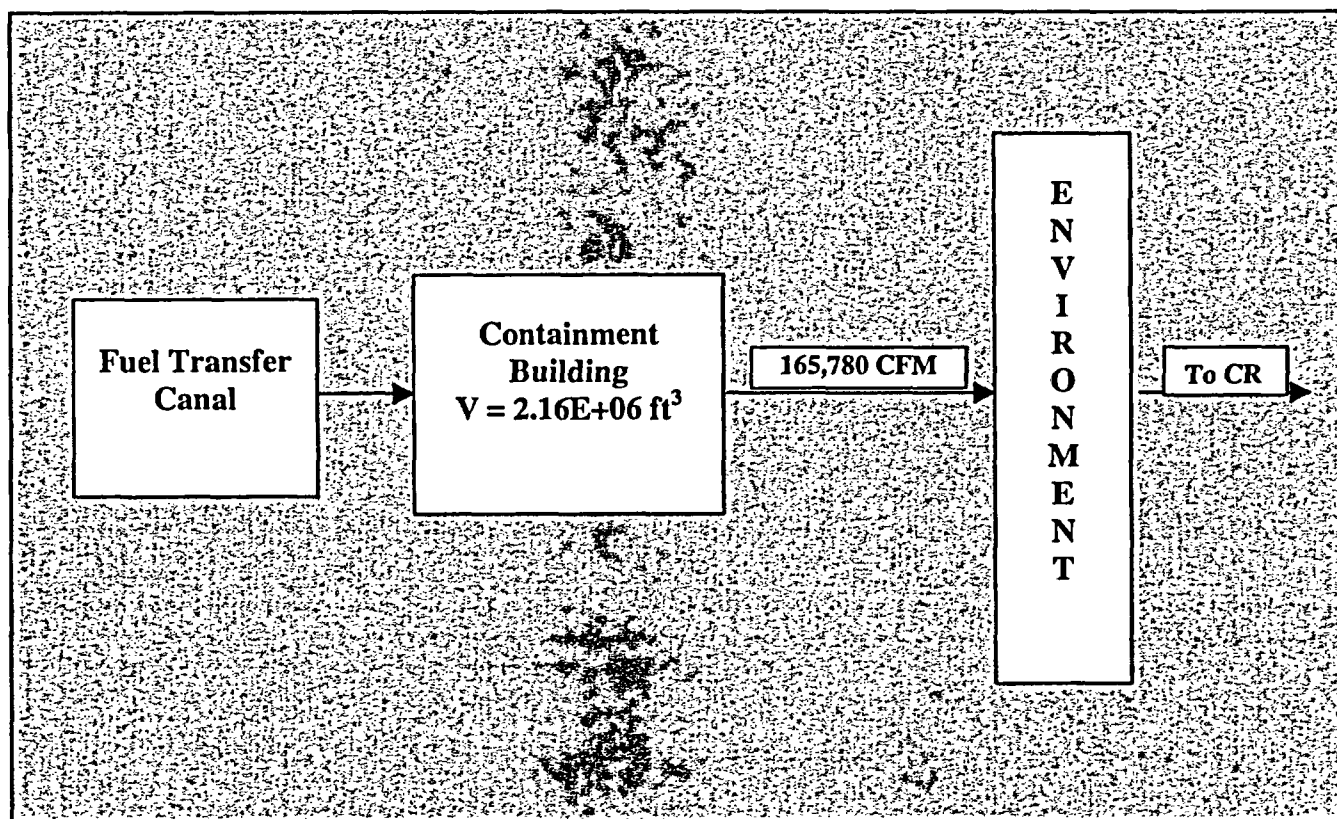 Fuel Transfer
Canal
Containment
Building
V = 2.16E+06 ft³
165,780 CFM
E
N
V
I
R
O
N
M
E
N
T
To CR